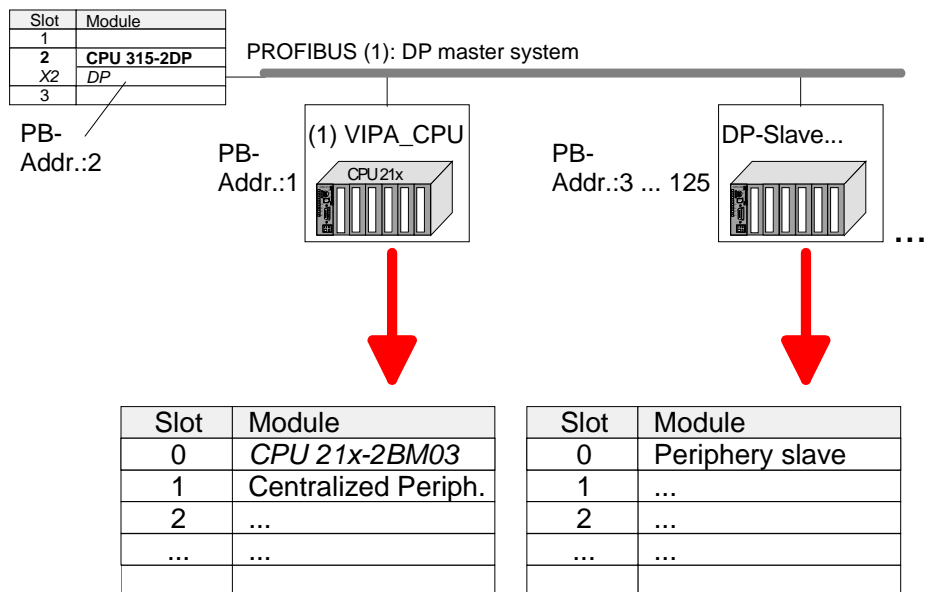 Slot Module
1
2 CPU 315-2DP
X2 DP
3
PROFIBUS (1): DP master system
PB-
Addr.:2
PB-
Addr.:1
(1) VIPA_CPU
CPU 21x
PB-
Addr.:3 ... 125
DP-Slave...
...
Slot Module
0 CPU 21x-2BM03
1 Centralized Periph.
2 ...
... ...
Slot Module
0 Periphery slave
1 ...
2 ...
... ...